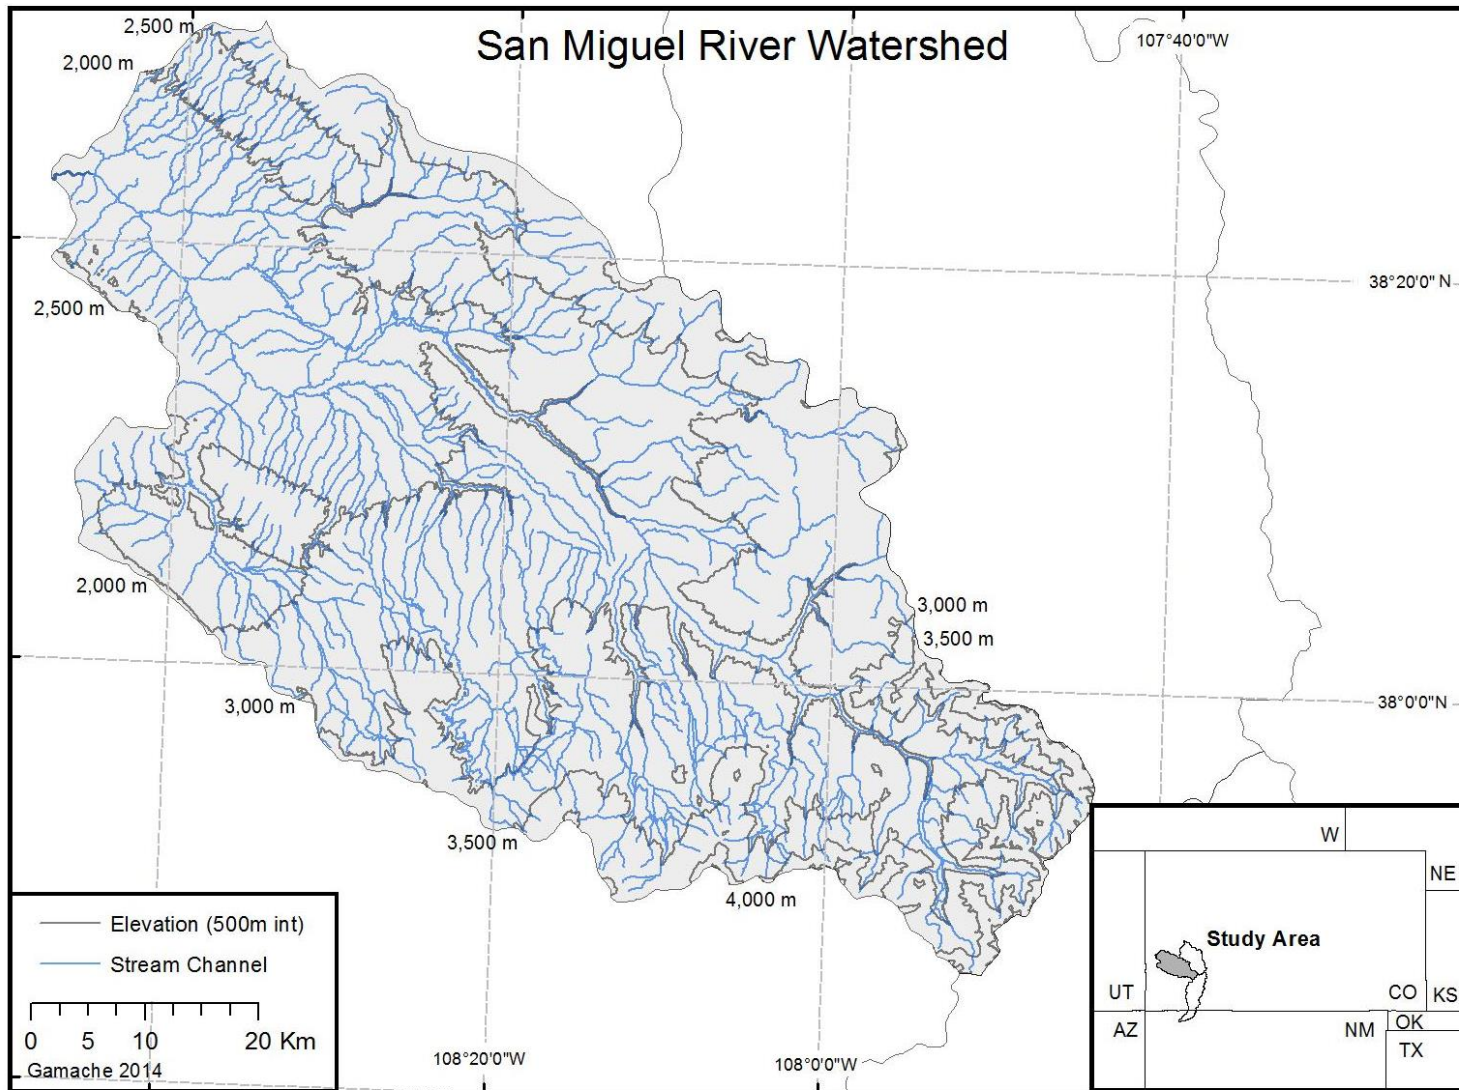 San Miguel River Watershed
2,500 m
2,000 m
107°40'0"W
38°20'0" N
2,500 m
2,000 m
3,000 m
3,500 m
3,000 m
38°0'0"N
3,500 m
4,000 m
Elevation (500m int)
Stream Channel
0 5 10 20 Km
Gamache 2014
108°20'0"W
108°0'0"W
W
NE
Study Area
UT
CO
KS
AZ
NM
OK
TX